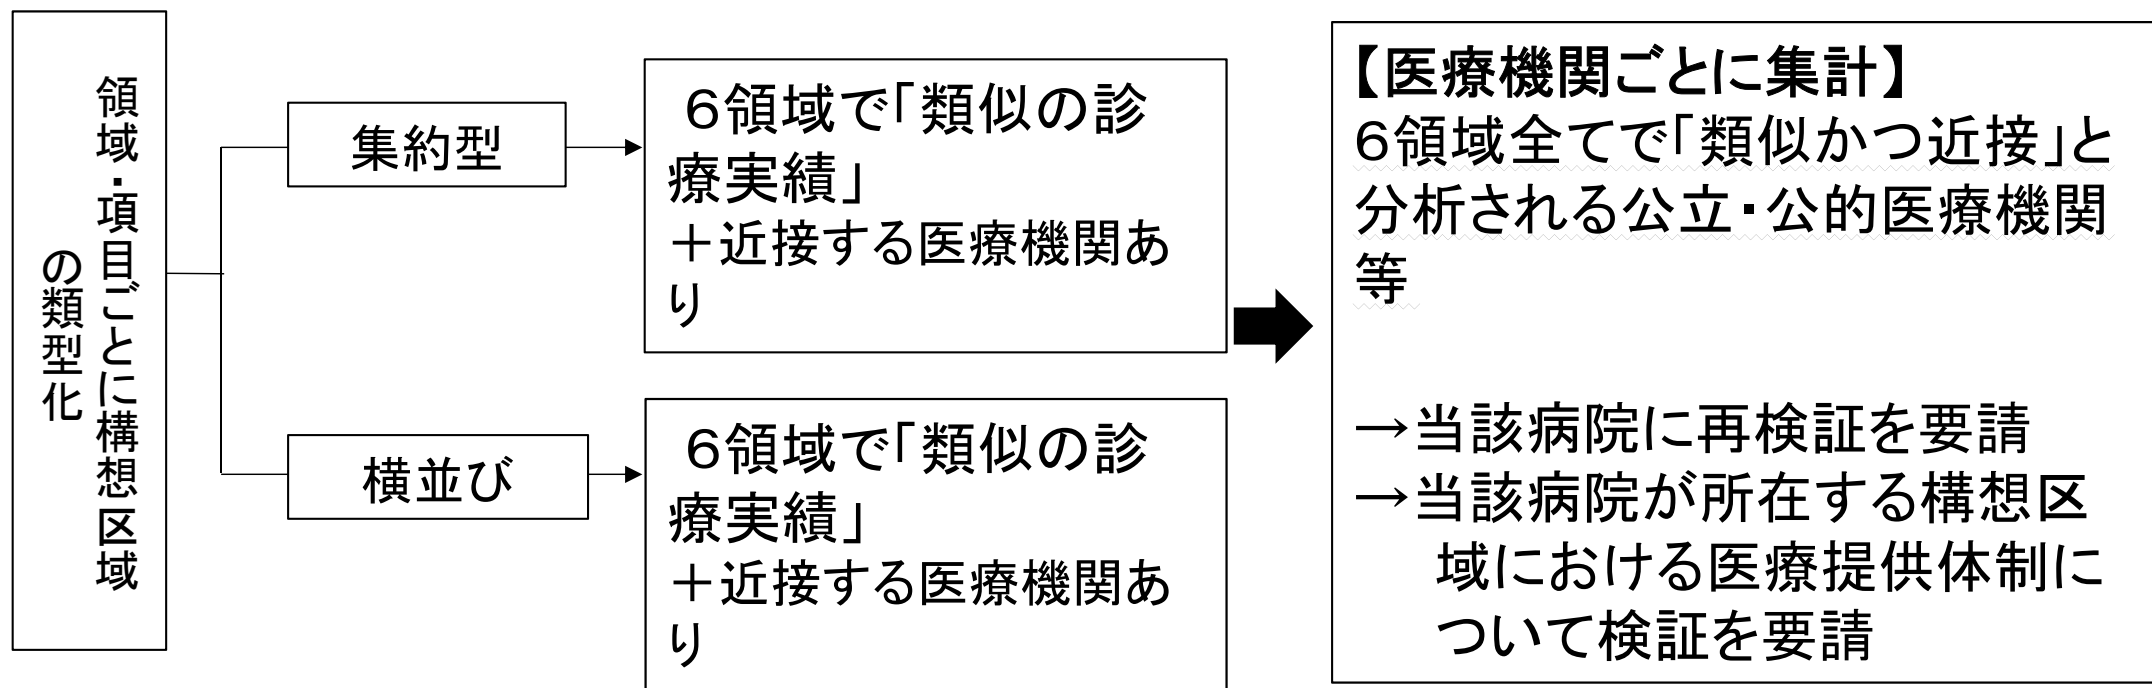 領域・項目ごとに構想区域
の類型化
集約型
６領域で「類似の診
療実績」
＋近接する医療機関あ
り
横並び
６領域で「類似の診
療実績」
＋近接する医療機関あ
り
【医療機関ごとに集計】
６領域全てで「類似かつ近接」と
分析される公立・公的医療機関
等
→当該病院に再検証を要請
→当該病院が所在する構想区
域における医療提供体制に
ついて検証を要請